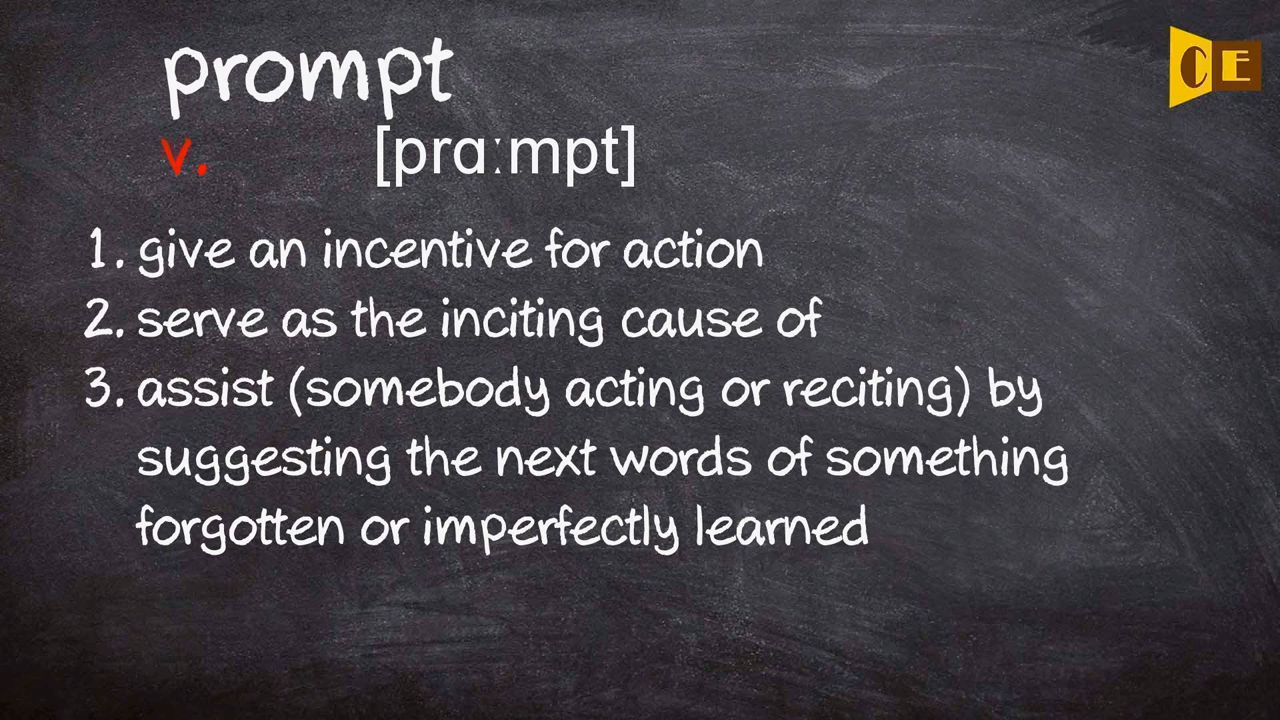 prompt
CE
v. [prɑːmpt]
1. give an incentive for action
2. serve as the inciting cause of
3. assist (somebody acting or reciting) by
suggesting the next words of something
forgotten or imperfectly learned